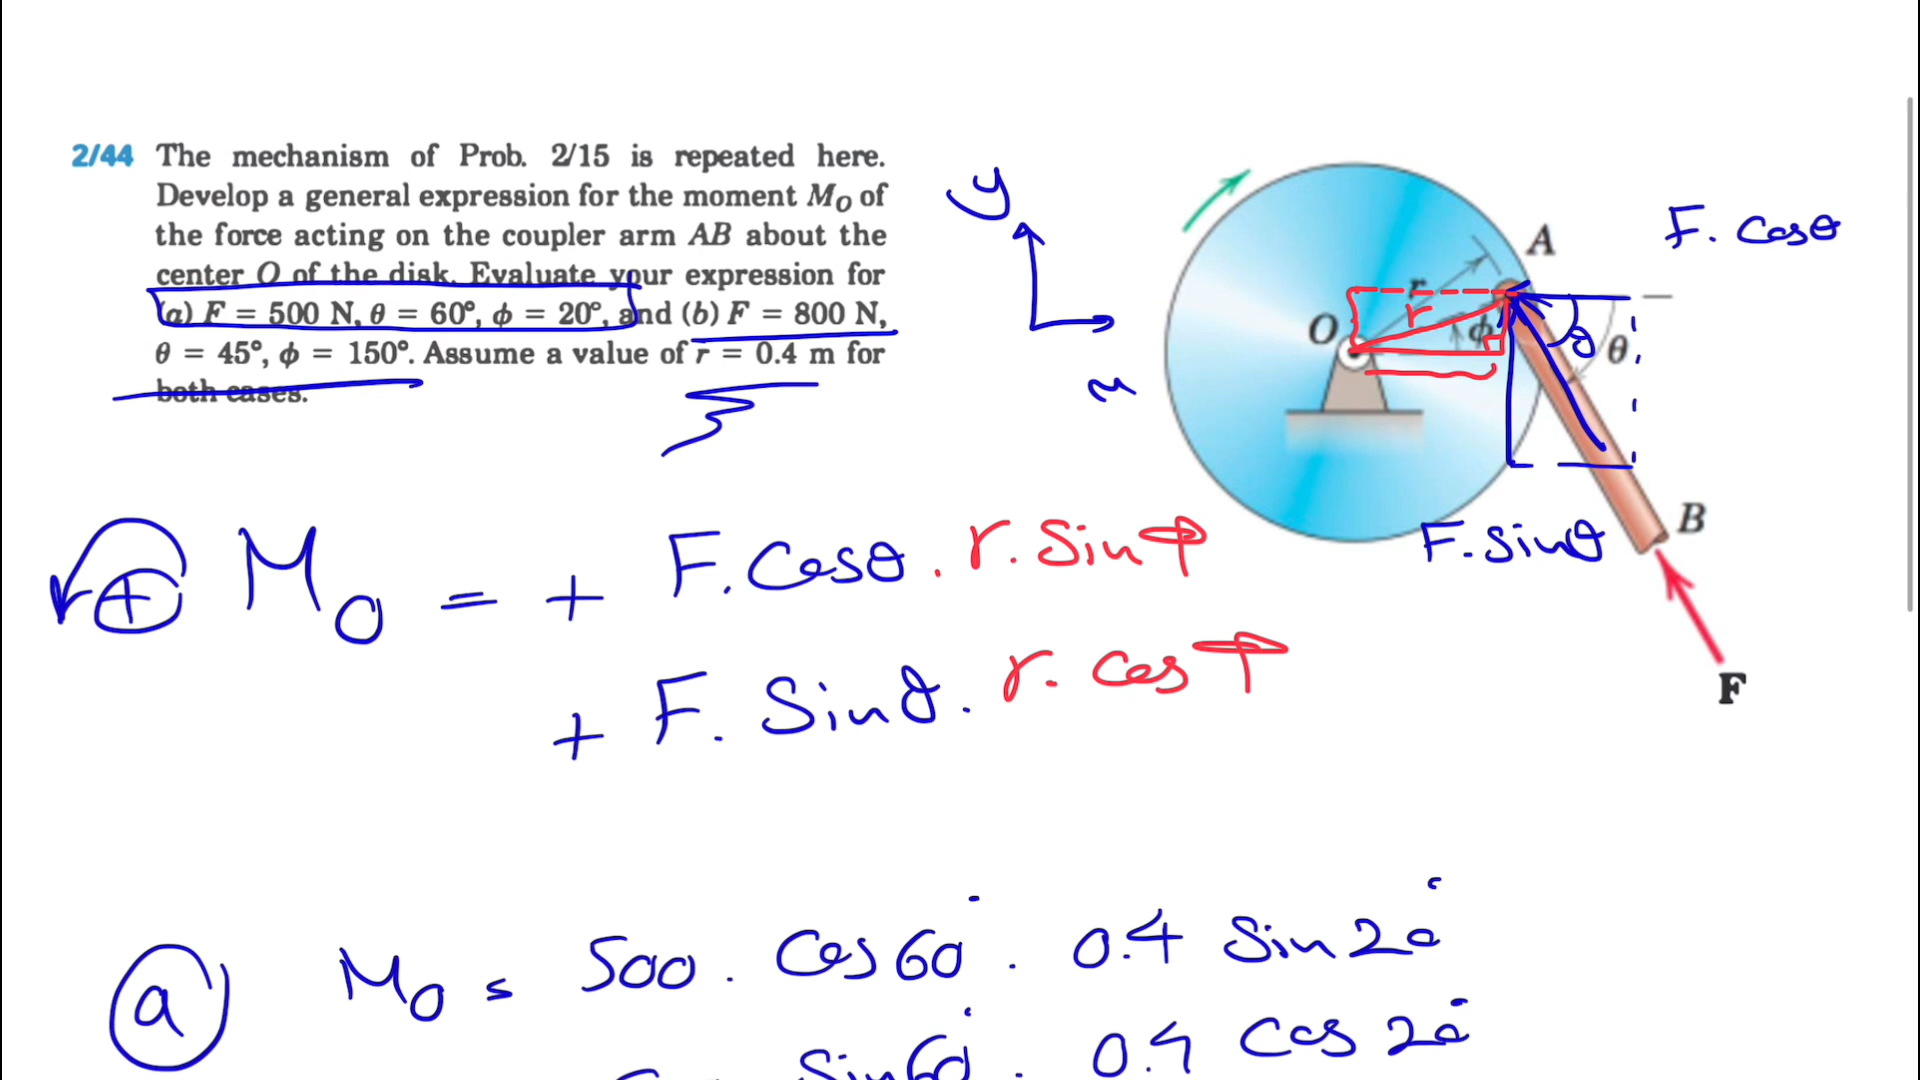 2/44 The mechanism of Prob. 2/15 is repeated here.
Develop a general expression for the moment M_O of
the force acting on the coupler arm AB about the
center O of the disk. Evaluate your expression for
(a) F = 500 N, θ = 60°, ϕ = 20°, and (b) F = 800 N,
θ = 45°, ϕ = 150°. Assume a value of r = 0.4 m for
both cases.
y
x
A
F. Cosθ
r
r
O
ϕ
θ
θ
B
F. Sinθ
F
+ M_O = + F. Cosθ . r. Sin ϕ
+ F. Sinθ . r. Cos ϕ
a M_O = 500 . Cos 60° . 0.4 Sin 20°
Sin 60° . 0.4 Cos 20°